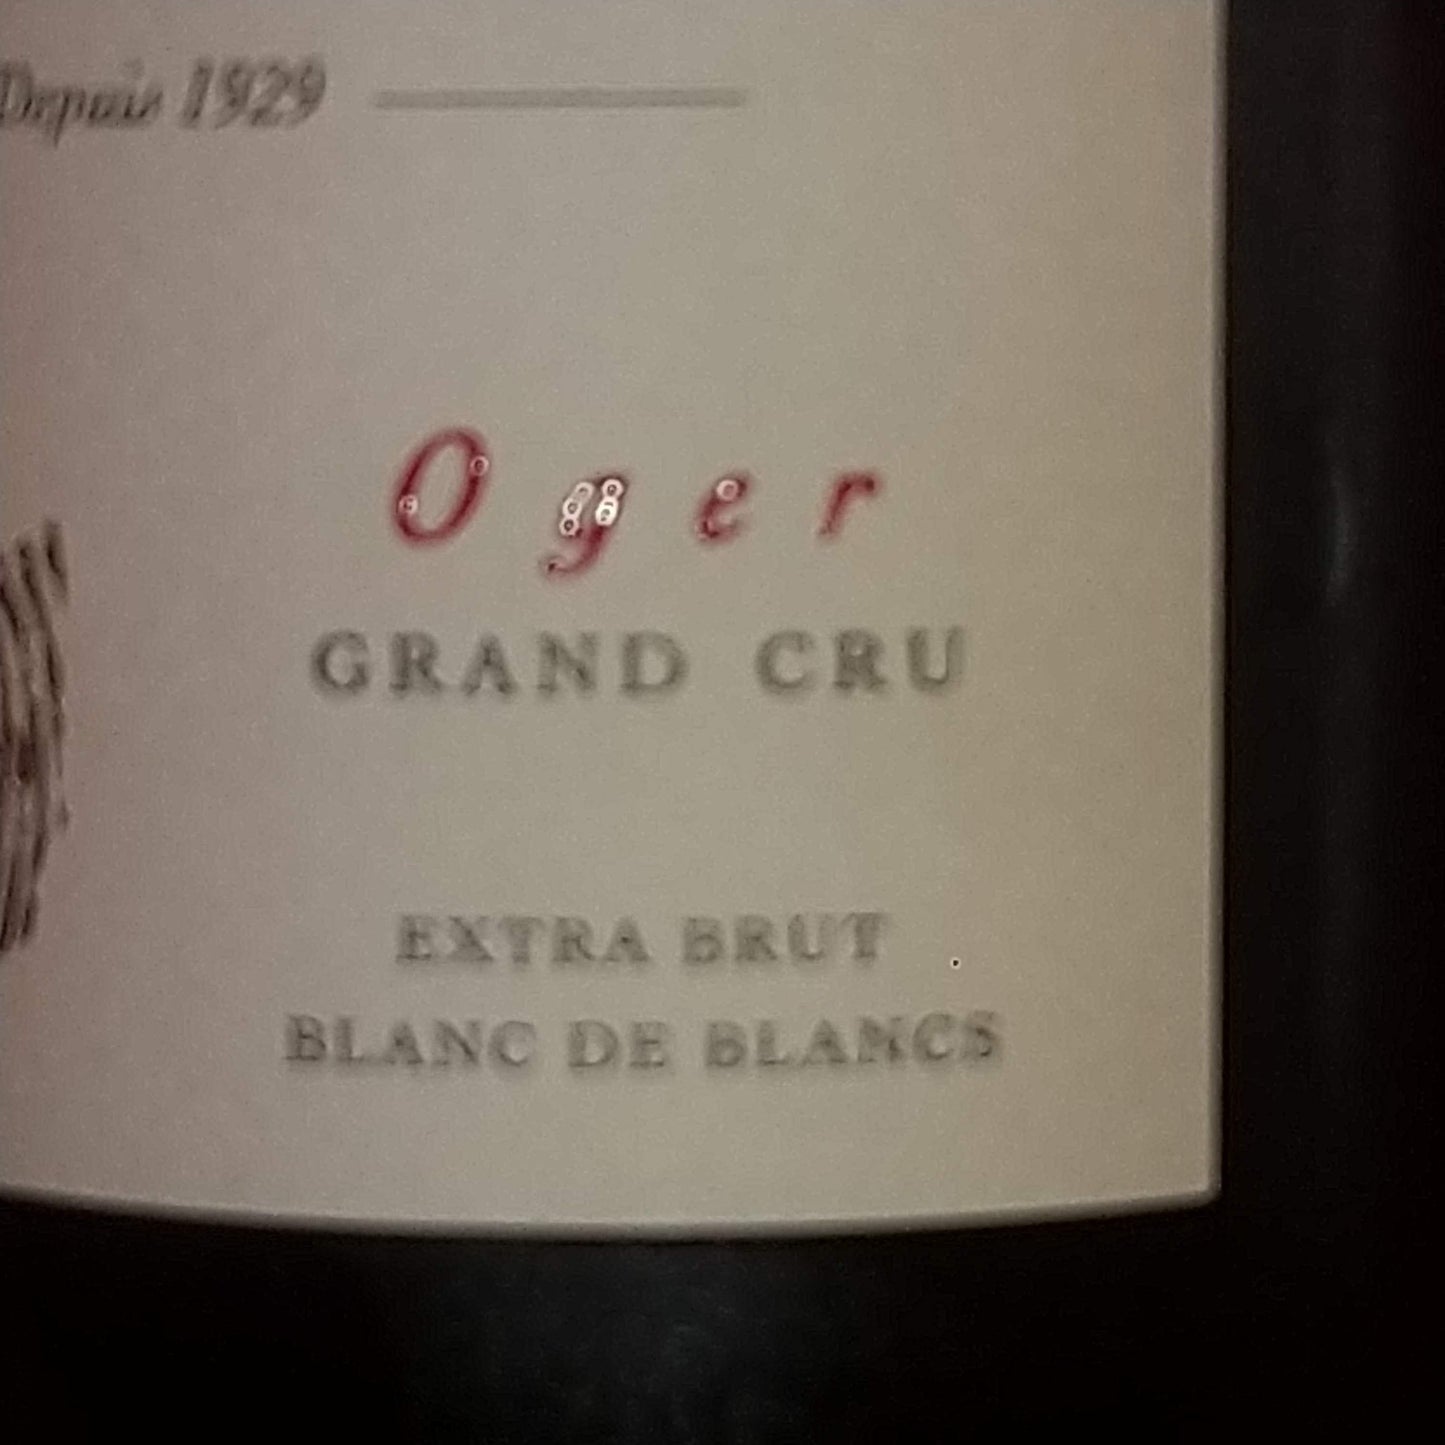 Depuis 1929
Oger
GRAND CRU
EXTRA BRUT
BLANC DE BLANCS